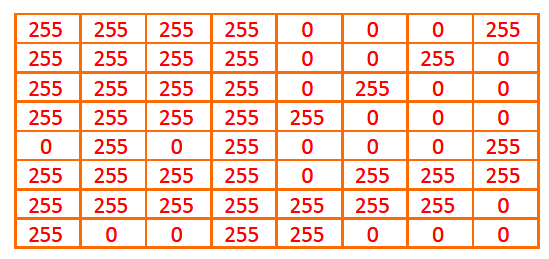 255 255 255 255 0 0 0 255
255 255 255 255 0 0 255 0
255 255 255 255 0 255 0 0
255 255 255 255 255 0 0 0
0 255 0 255 0 0 0 255
255 255 255 255 0 255 255 255
255 255 255 255 255 255 255 0
255 0 0 255 255 0 0 0